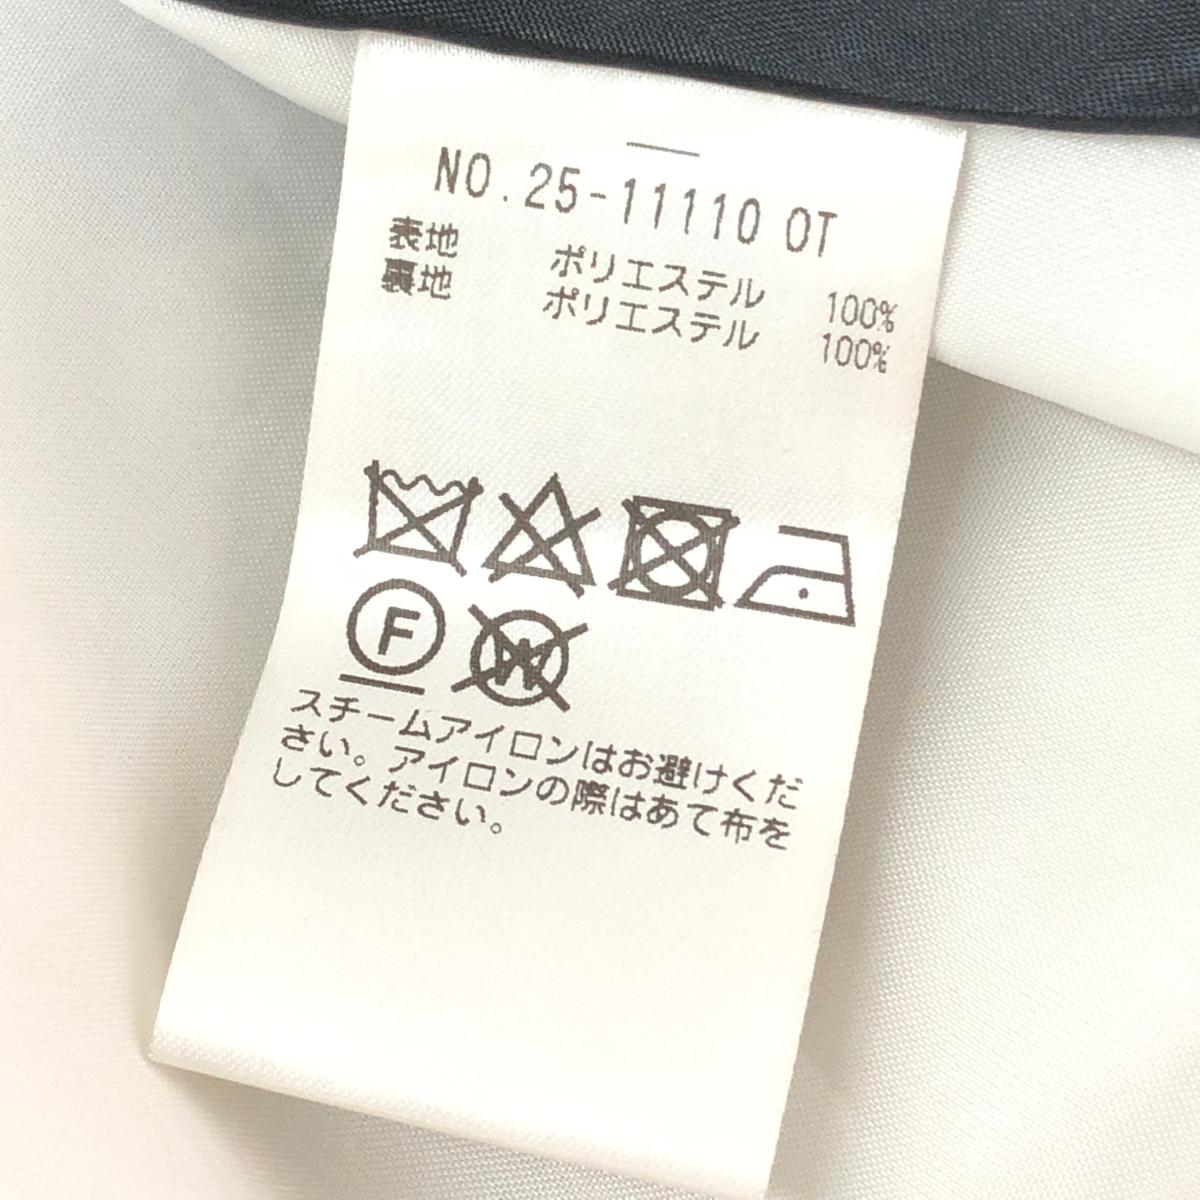 NO.25-11110 OT
表地 ポリエステル 100%
裏地 ポリエステル 100%
F W
スチームアイロンはお避けくだ
さい。アイロンの際はあて布を
してください。